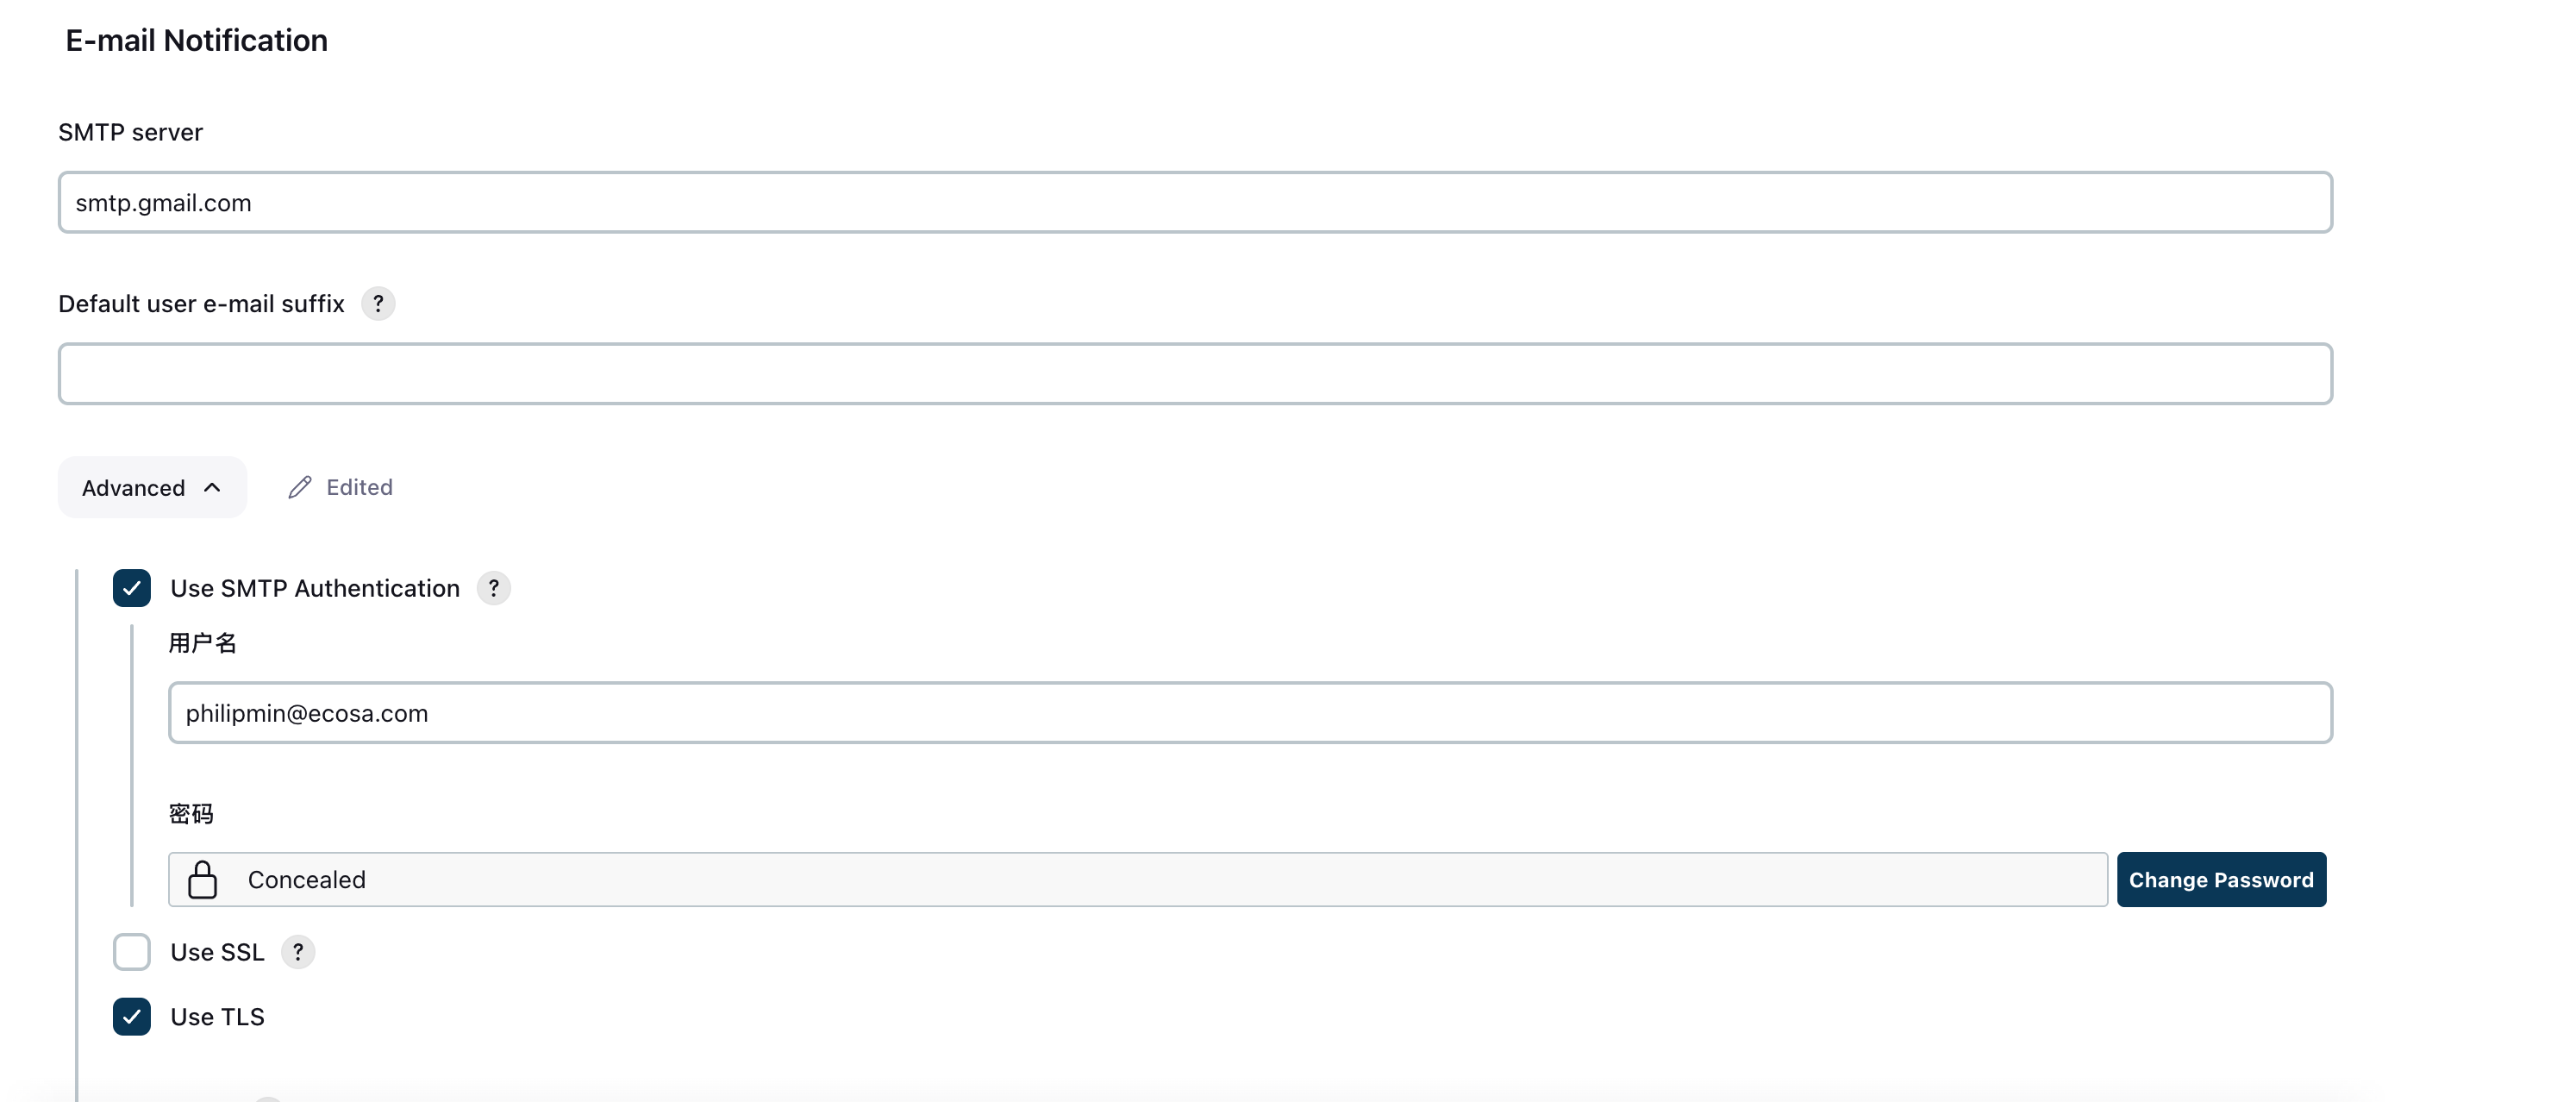 E-mail Notification
SMTP server
smtp.gmail.com
Default user e-mail suffix ?
Advanced Edited
Use SMTP Authentication ?
用户名
philipmin@ecosa.com
密码
Concealed Change Password
Use SSL ?
Use TLS